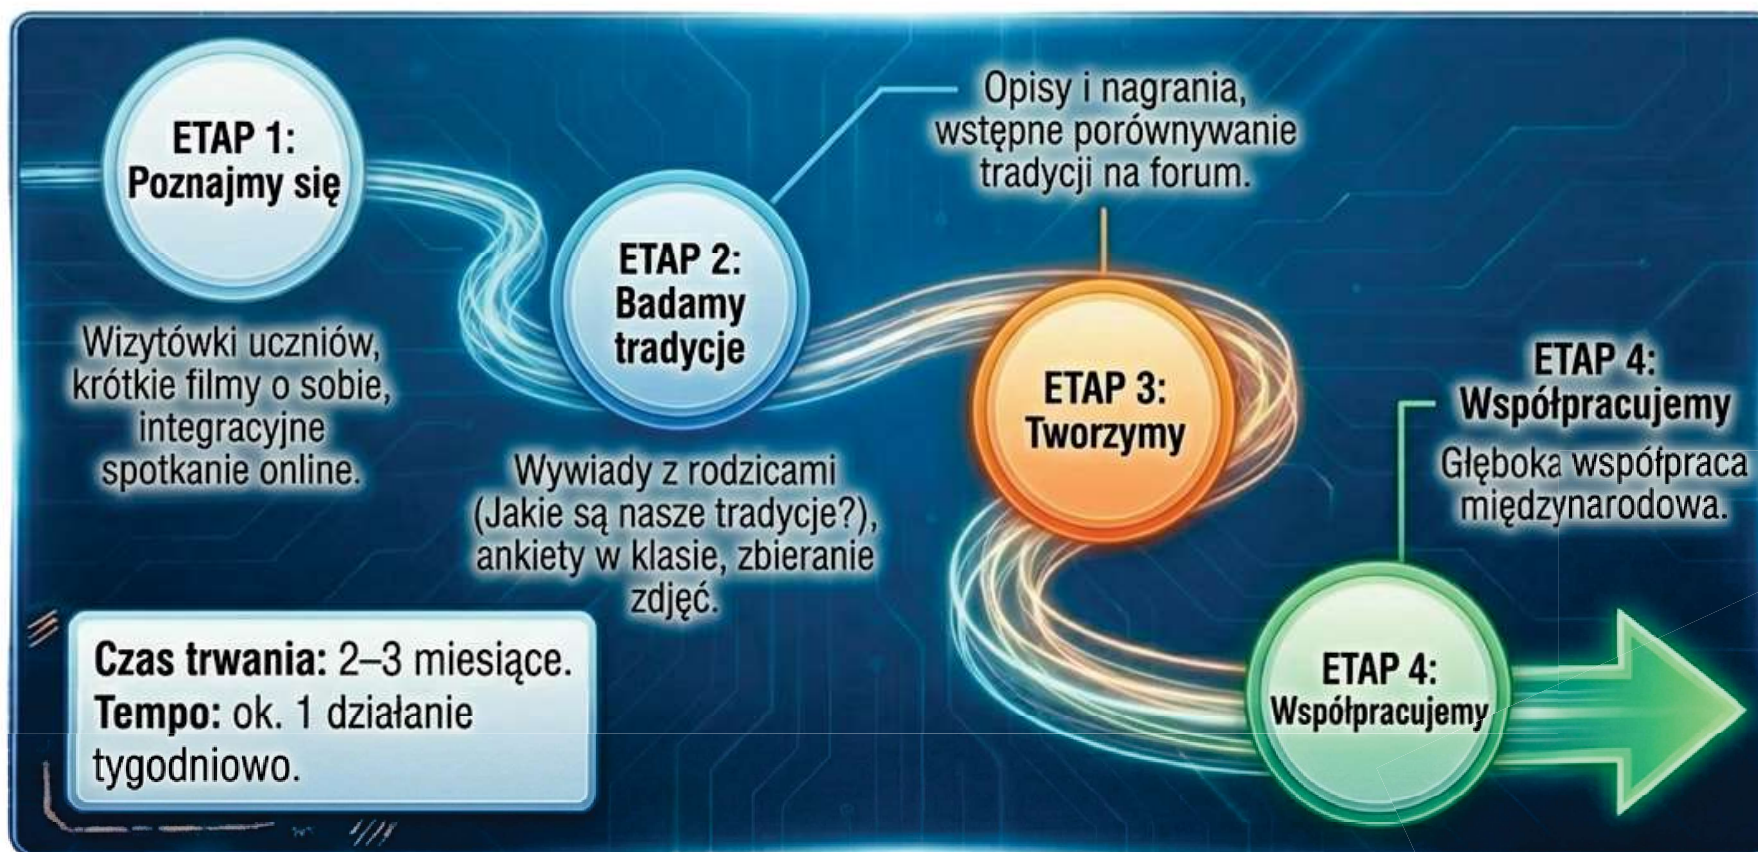 ETAP 1:
Poznajmy się
Wizytówki uczniów,
krótkie filmy o sobie,
integracyjne
spotkanie online.
ETAP 2:
Badamy
tradycje
Wywiady z rodzicami
(Jakie są nasze tradycje?),
ankiety w klasie, zbieranie
zdjęć.
Opisy i nagrania,
wstępne porównywanie
tradycji na forum.
ETAP 3:
Tworzymy
ETAP 4:
Współpracujemy
Głęboka współpraca
międzynarodowa.
ETAP 4:
Współpracujemy
Czas trwania: 2–3 miesiące.
Tempo: ok. 1 działanie
tygodniowo.